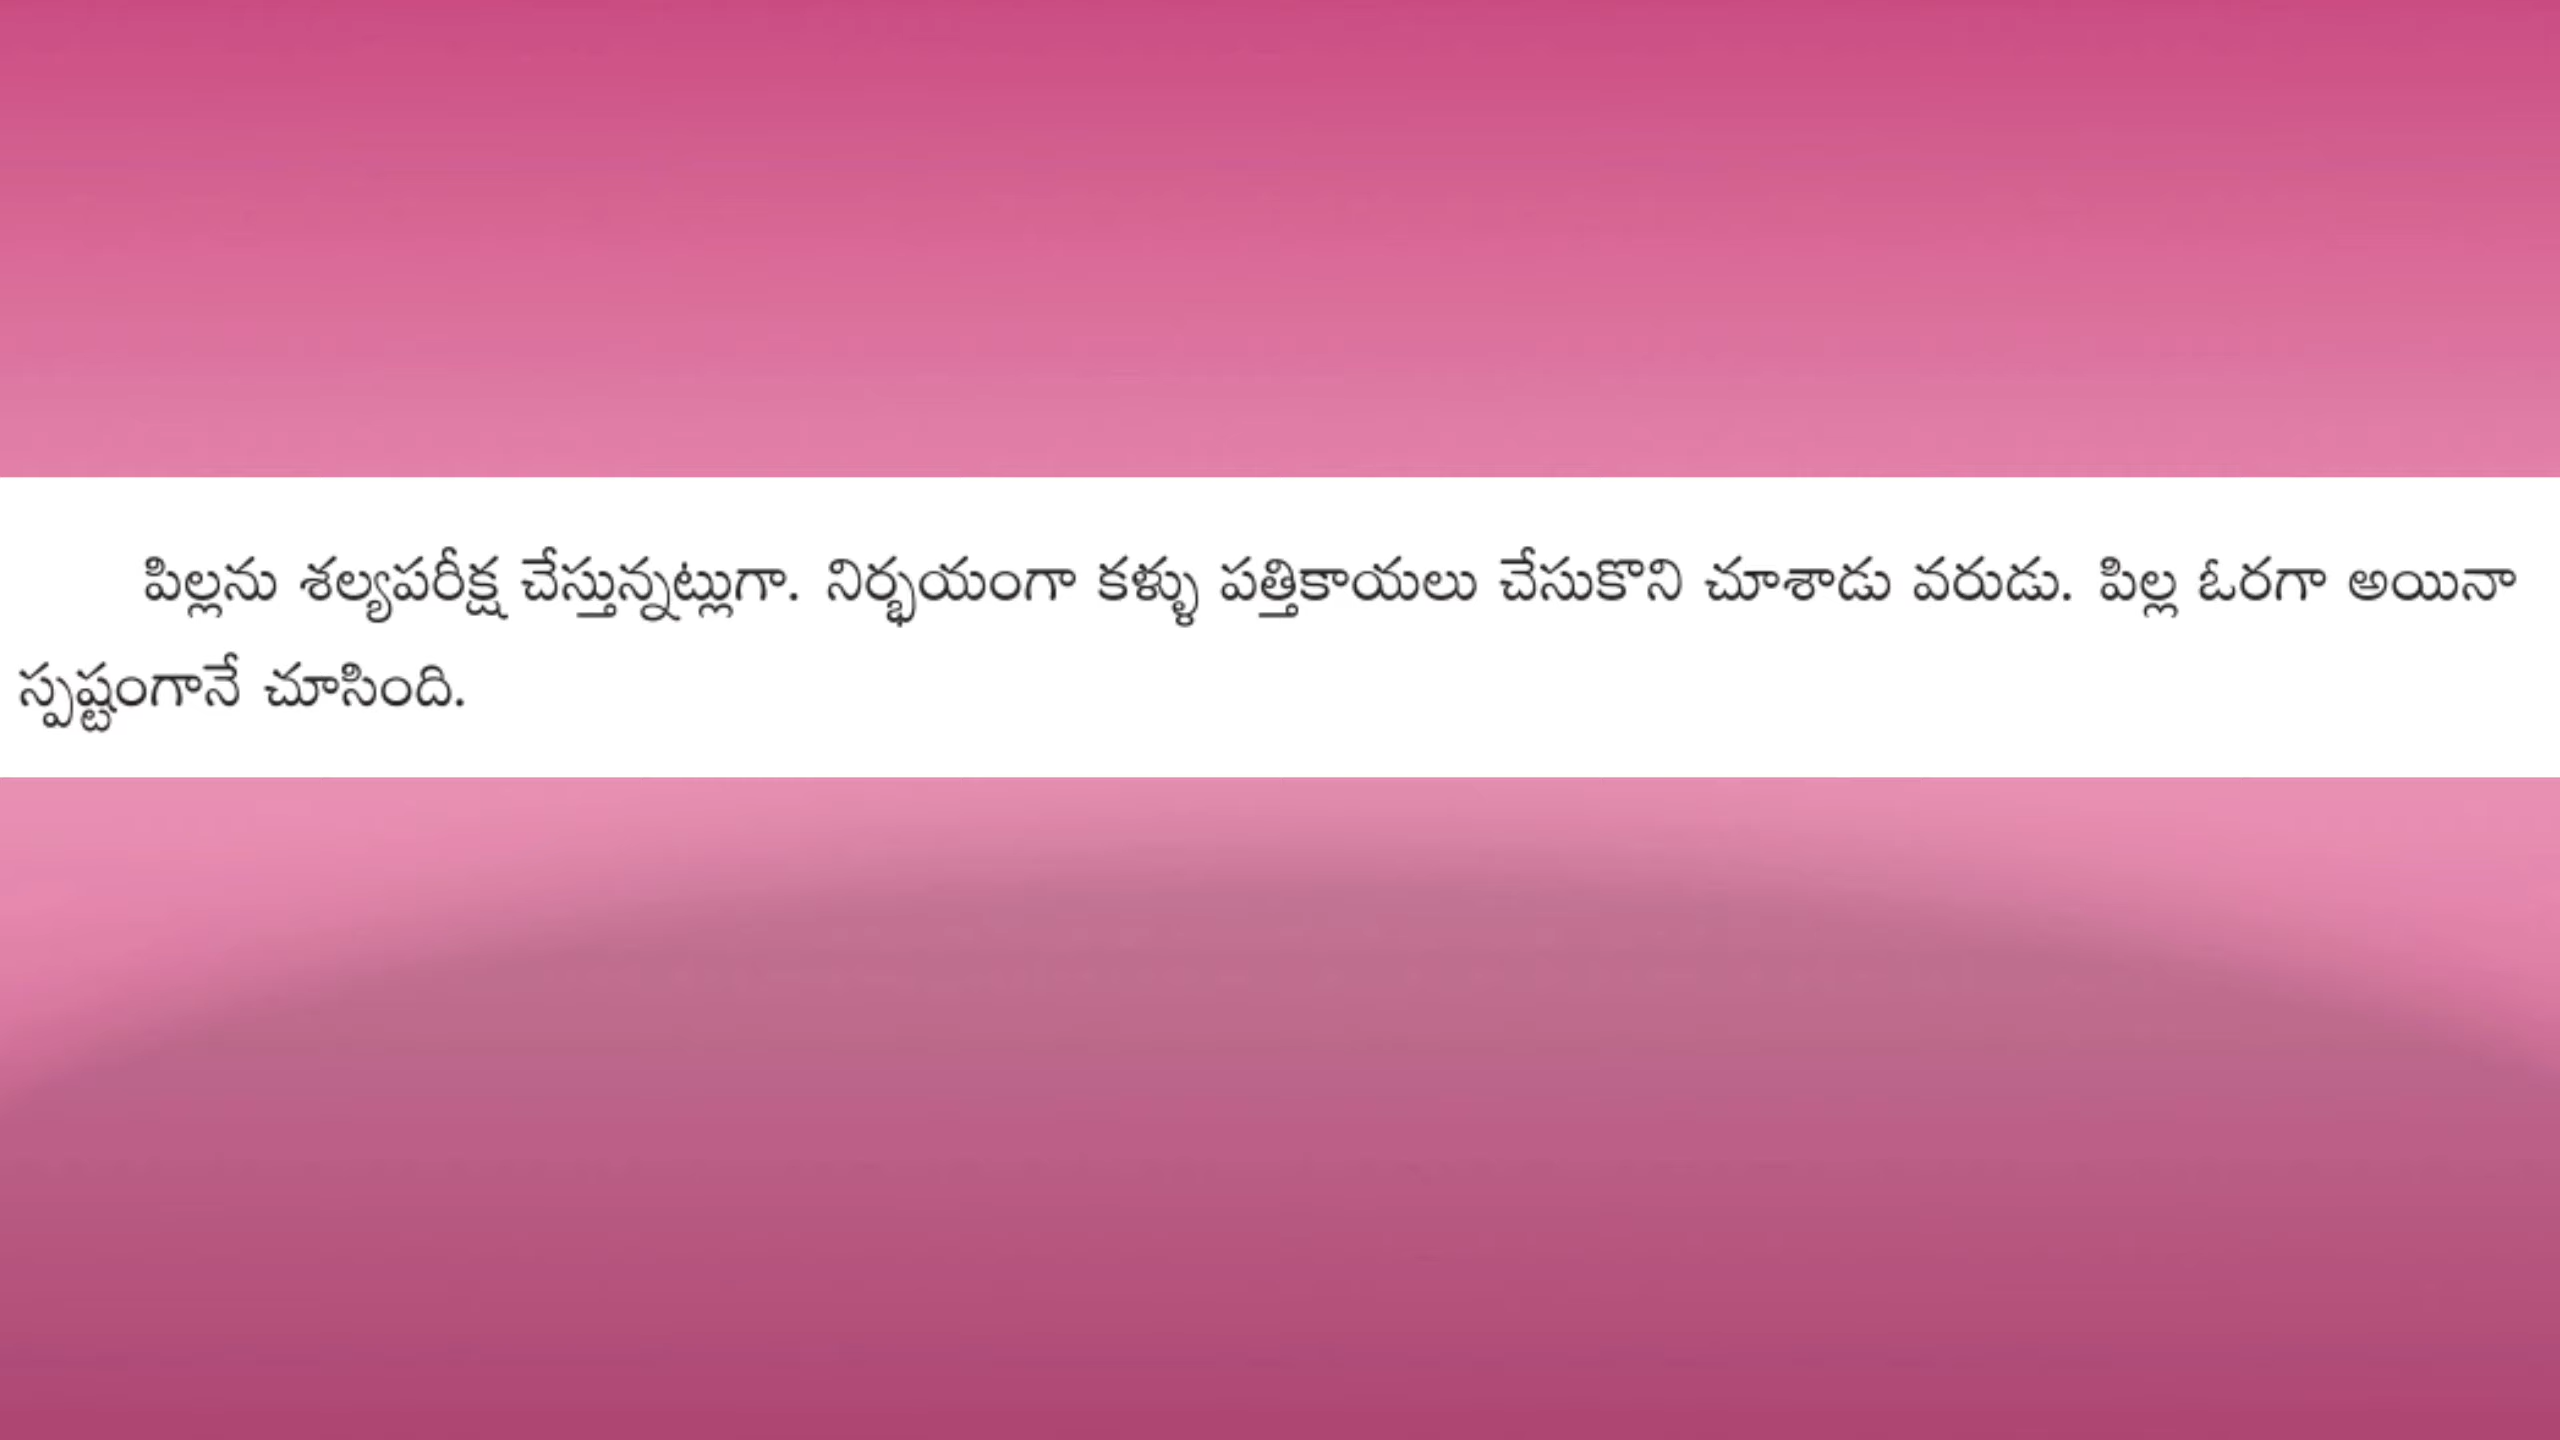 పిల్లను శల్యపరీక్ష చేస్తున్నట్లుగా. నిర్భయంగా కళ్ళు పత్తికాయలు చేసుకొని చూశాడు వరుడు. పిల్ల ఓరగా అయినా
స్పష్టంగానే చూసింది.